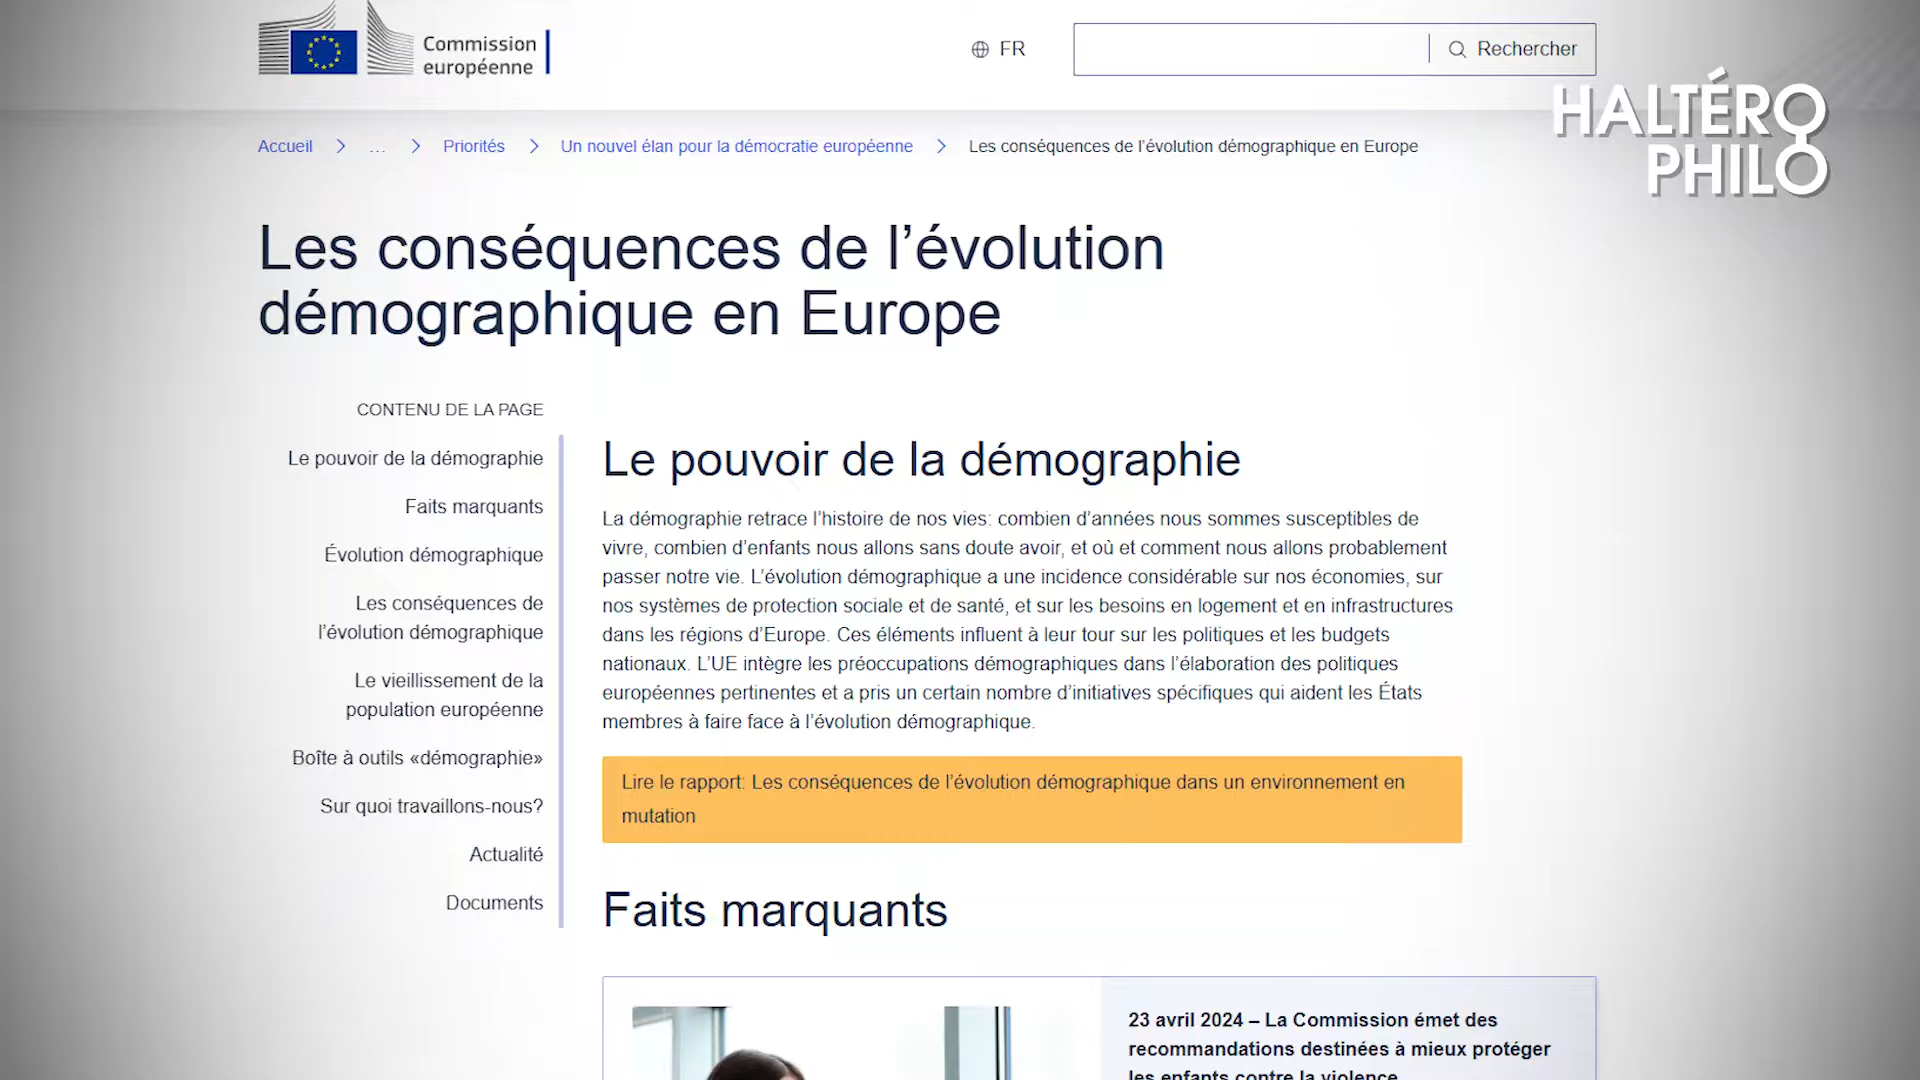 Commission
européenne
FR
Rechercher
HALTÉRO
PHILO
Accueil
...
Priorités
Un nouvel élan pour la démocratie européenne
Les conséquences de l’évolution démographique en Europe
Les conséquences de l’évolution
démographique en Europe
CONTENU DE LA PAGE
Le pouvoir de la démographie
Faits marquants
Évolution démographique
Les conséquences de
l’évolution démographique
Le vieillissement de la
population européenne
Boîte à outils «démographie»
Sur quoi travaillons-nous?
Actualité
Documents
Le pouvoir de la démographie
La démographie retrace l’histoire de nos vies: combien d’années nous sommes susceptibles de
vivre, combien d’enfants nous allons sans doute avoir, et où et comment nous allons probablement
passer notre vie. L’évolution démographique a une incidence considérable sur nos économies, sur
nos systèmes de protection sociale et de santé, et sur les besoins en logement et en infrastructures
dans les régions d’Europe. Ces éléments influent à leur tour sur les politiques et les budgets
nationaux. L’UE intègre les préoccupations démographiques dans l’élaboration des politiques
européennes pertinentes et a pris un certain nombre d’initiatives spécifiques qui aident les États
membres à faire face à l’évolution démographique.
Lire le rapport: Les conséquences de l’évolution démographique dans un environnement en
mutation
Faits marquants
23 avril 2024 – La Commission émet des
recommandations destinées à mieux protéger
les enfants contre la violence